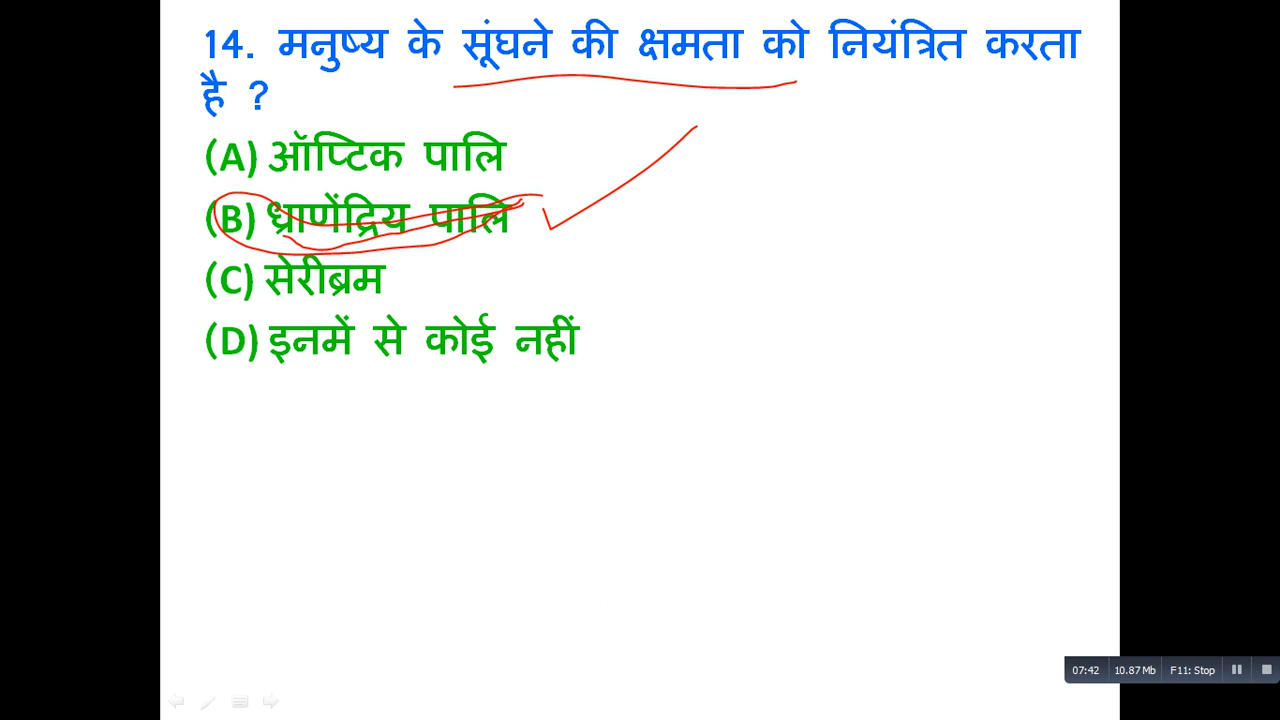 14. मनुष्य के सूंघने की क्षमता को नियंत्रित करता
है ?
(A) ऑप्टिक पालि
(B) ध्राणेंद्रिय पालि
(C) सेरीब्रम
(D) इनमें से कोई नहीं
07:42 10.87 Mb F11: Stop